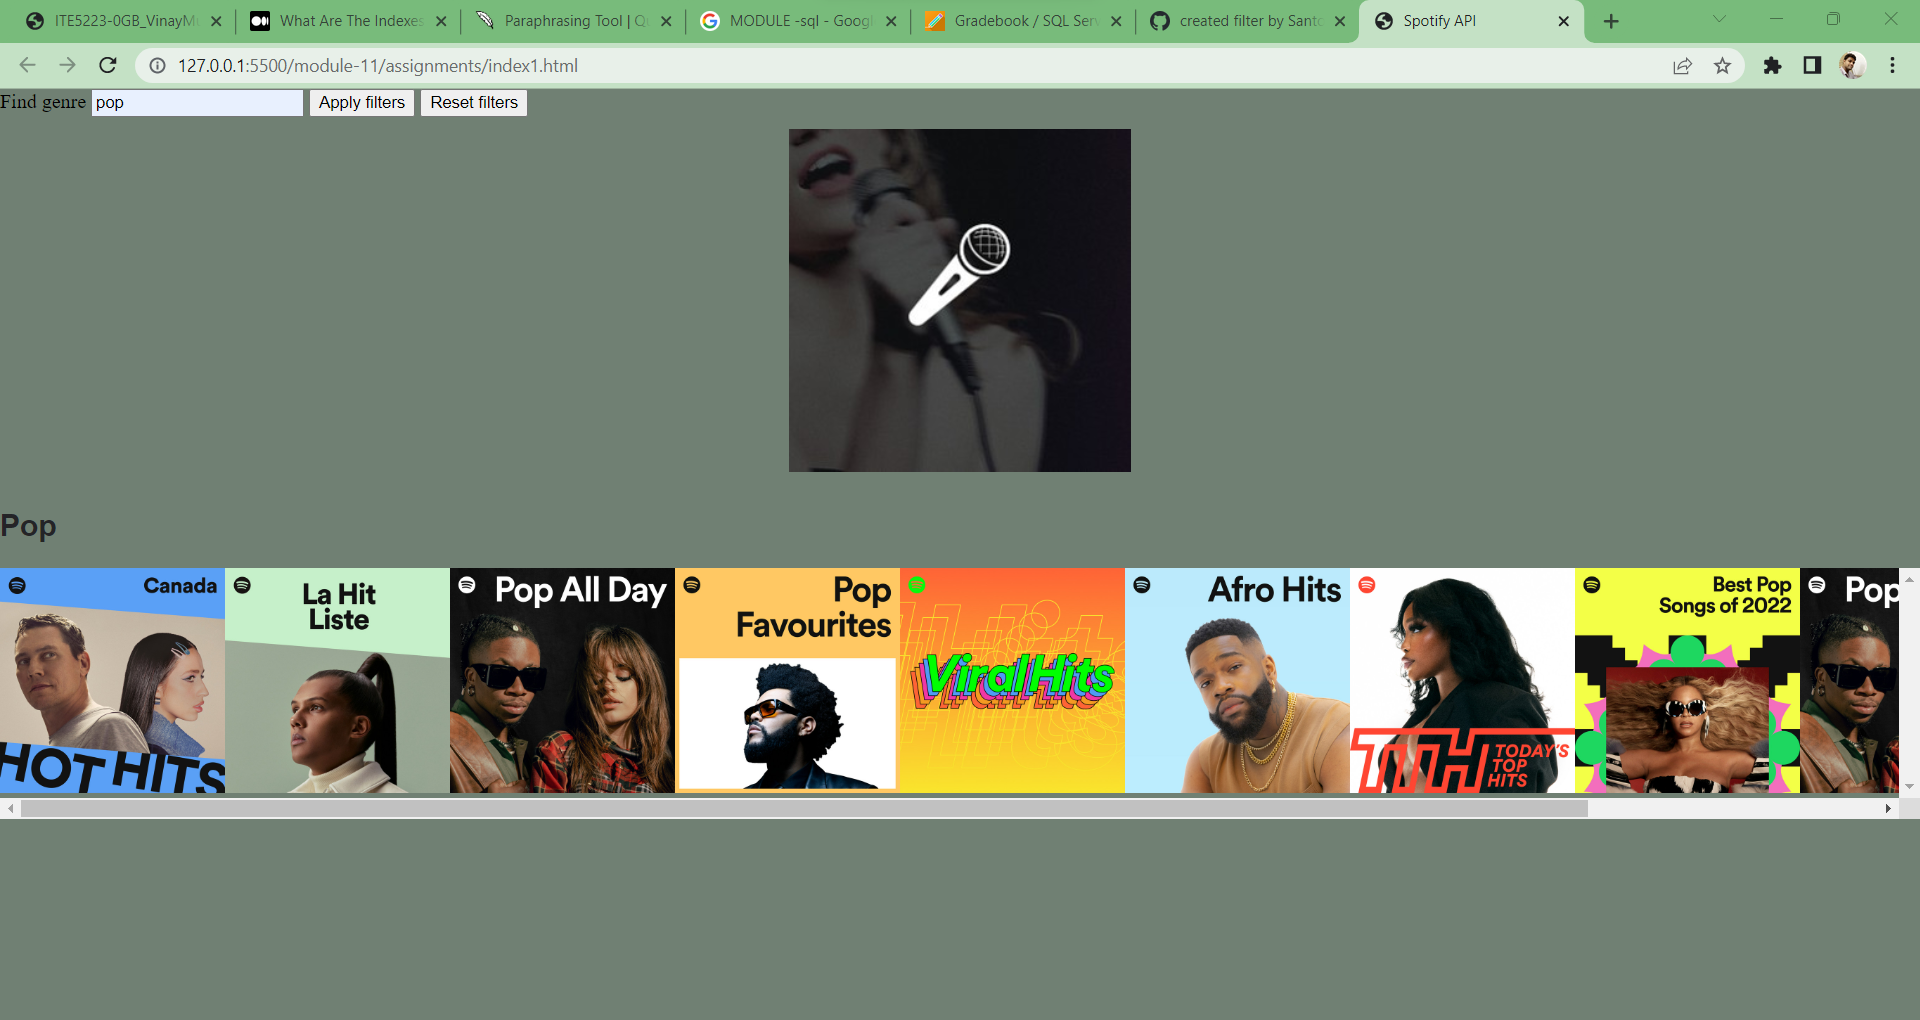 ITE5223-0GB_VinayM
What Are The Indexes
Paraphrasing Tool | Qu
MODULE -sql - Googl
Gradebook / SQL Serv
created filter by Santo
Spotify API
127.0.0.1:5500/module-11/assignments/index1.html
Find genre
pop
Apply filters
Reset filters
Pop
Canada
HOT HITS
La Hit
Liste
Pop All Day
Pop
Favourites
Viral Hits
Afro Hits
TTH TODAY'S
TOP
HITS
Best Pop
Songs of 2022
Pop